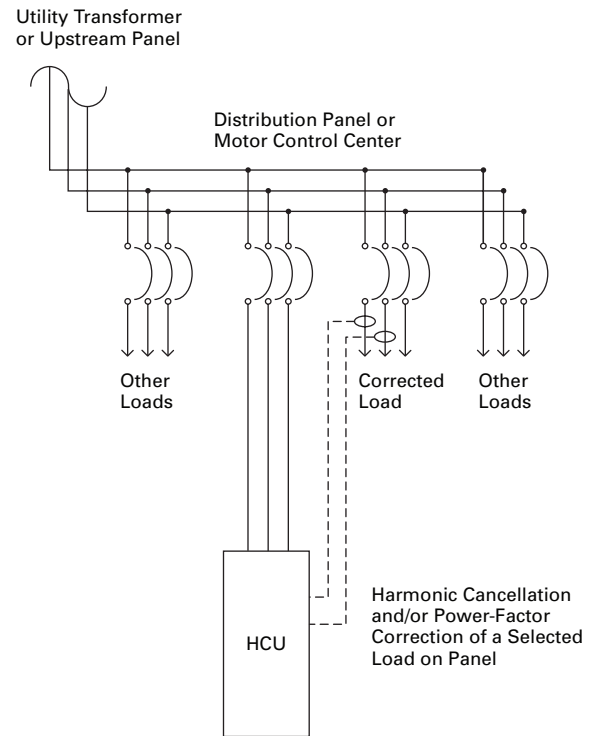 Utility Transformer
or Upstream Panel
Distribution Panel or
Motor Control Center
Other
Loads
Corrected
Load
Other
Loads
HCU
Harmonic Cancellation
and/or Power-Factor
Correction of a Selected
Load on Panel